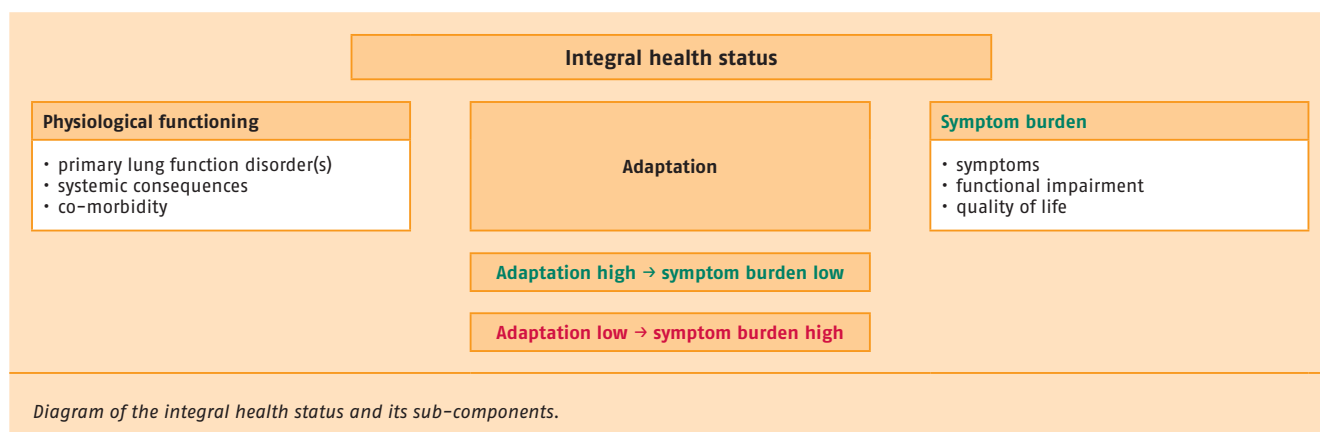 Integral health status
Physiological functioning
• primary lung function disorder(s)
• systemic consequences
• co-morbidity
Adaptation
Symptom burden
• symptoms
• functional impairment
• quality of life
Adaptation high → symptom burden low
Adaptation low → symptom burden high
Diagram of the integral health status and its sub-components.